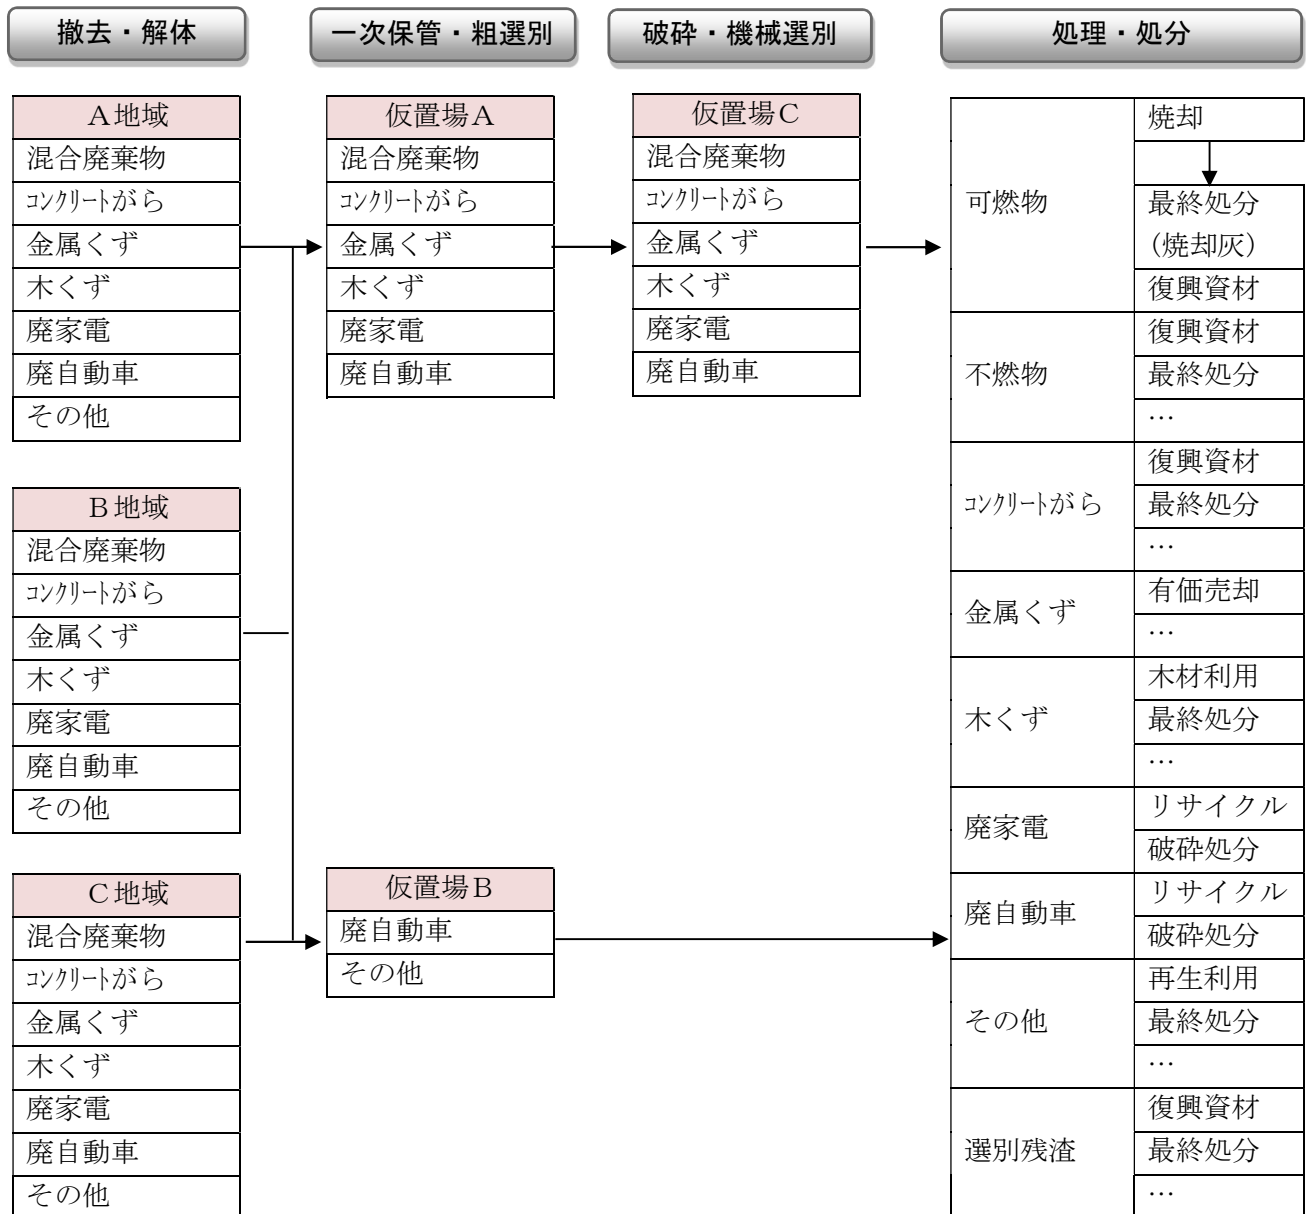 撤去・解体
一次保管・粗選別
破砕・機械選別
処理・処分
A地域
混合廃棄物
ｺﾝｸﾘｰﾄがら
金属くず
木くず
廃家電
廃自動車
その他
B地域
混合廃棄物
ｺﾝｸﾘｰﾄがら
金属くず
木くず
廃家電
廃自動車
その他
C地域
混合廃棄物
ｺﾝｸﾘｰﾄがら
金属くず
木くず
廃家電
廃自動車
その他
仮置場A
混合廃棄物
ｺﾝｸﾘｰﾄがら
金属くず
木くず
廃家電
廃自動車
仮置場B
廃自動車
その他
仮置場C
混合廃棄物
ｺﾝｸﾘｰﾄがら
金属くず
木くず
廃家電
廃自動車
可燃物
焼却
最終処分
(焼却灰)
復興資材
不燃物
復興資材
最終処分
…
ｺﾝｸﾘｰﾄがら
復興資材
最終処分
…
金属くず
有価売却
…
木くず
木材利用
最終処分
…
廃家電
リサイクル
破砕処分
廃自動車
リサイクル
破砕処分
その他
再生利用
最終処分
…
選別残渣
復興資材
最終処分
…